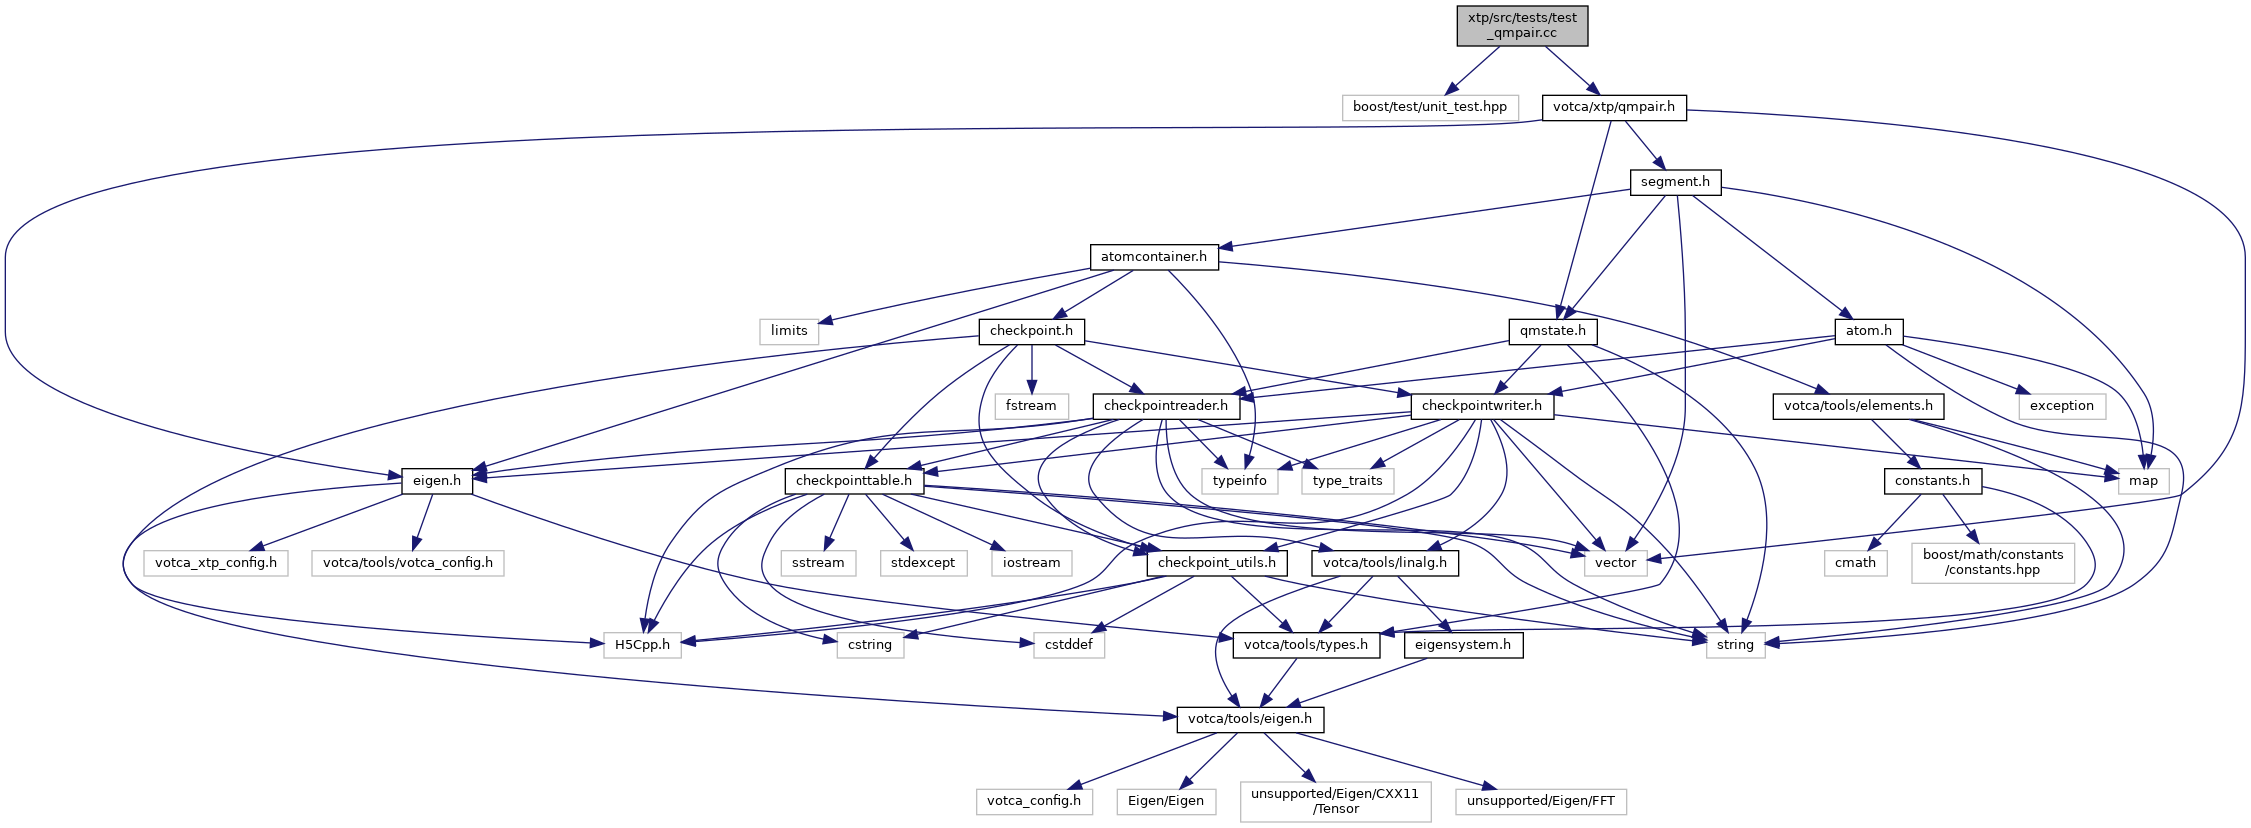 xtp/src/tests/test
_qmpair.cc
boost/test/unit_test.hpp
votca/xtp/qmpair.h
segment.h
atomcontainer.h
limits
checkpoint.h
qmstate.h
atom.h
fstream
checkpointreader.h
checkpointwriter.h
votca/tools/elements.h
exception
eigen.h
checkpointtable.h
typeinfo
type_traits
constants.h
map
votca_xtp_config.h
votca/tools/votca_config.h
sstream
stdexcept
iostream
checkpoint_utils.h
votca/tools/linalg.h
vector
cmath
boost/math/constants
/constants.hpp
H5Cpp.h
cstring
cstddef
votca/tools/types.h
eigensystem.h
string
votca/tools/eigen.h
votca_config.h
Eigen/Eigen
unsupported/Eigen/CXX11
/Tensor
unsupported/Eigen/FFT